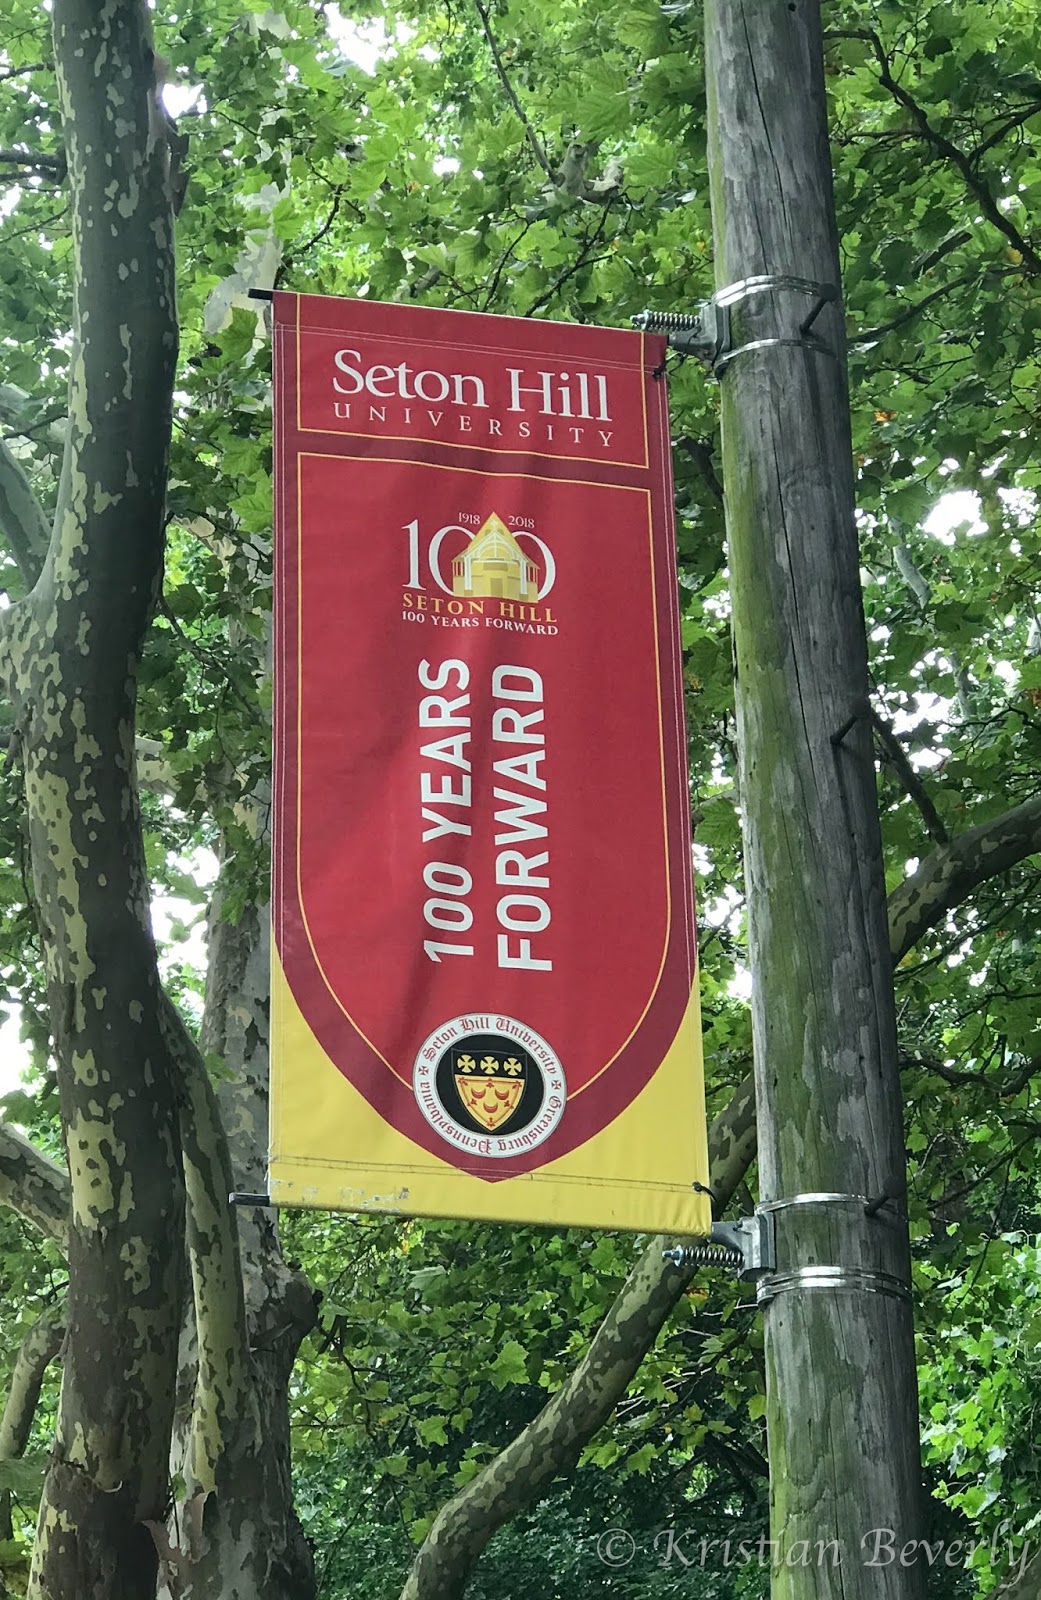 Seton Hill
UNIVERSITY
1918 2018
100
SETON HILL
100 YEARS FORWARD
100 YEARS
FORWARD
Seton Hill University
Greensburg Pennsylvania
© Kristian Beverly